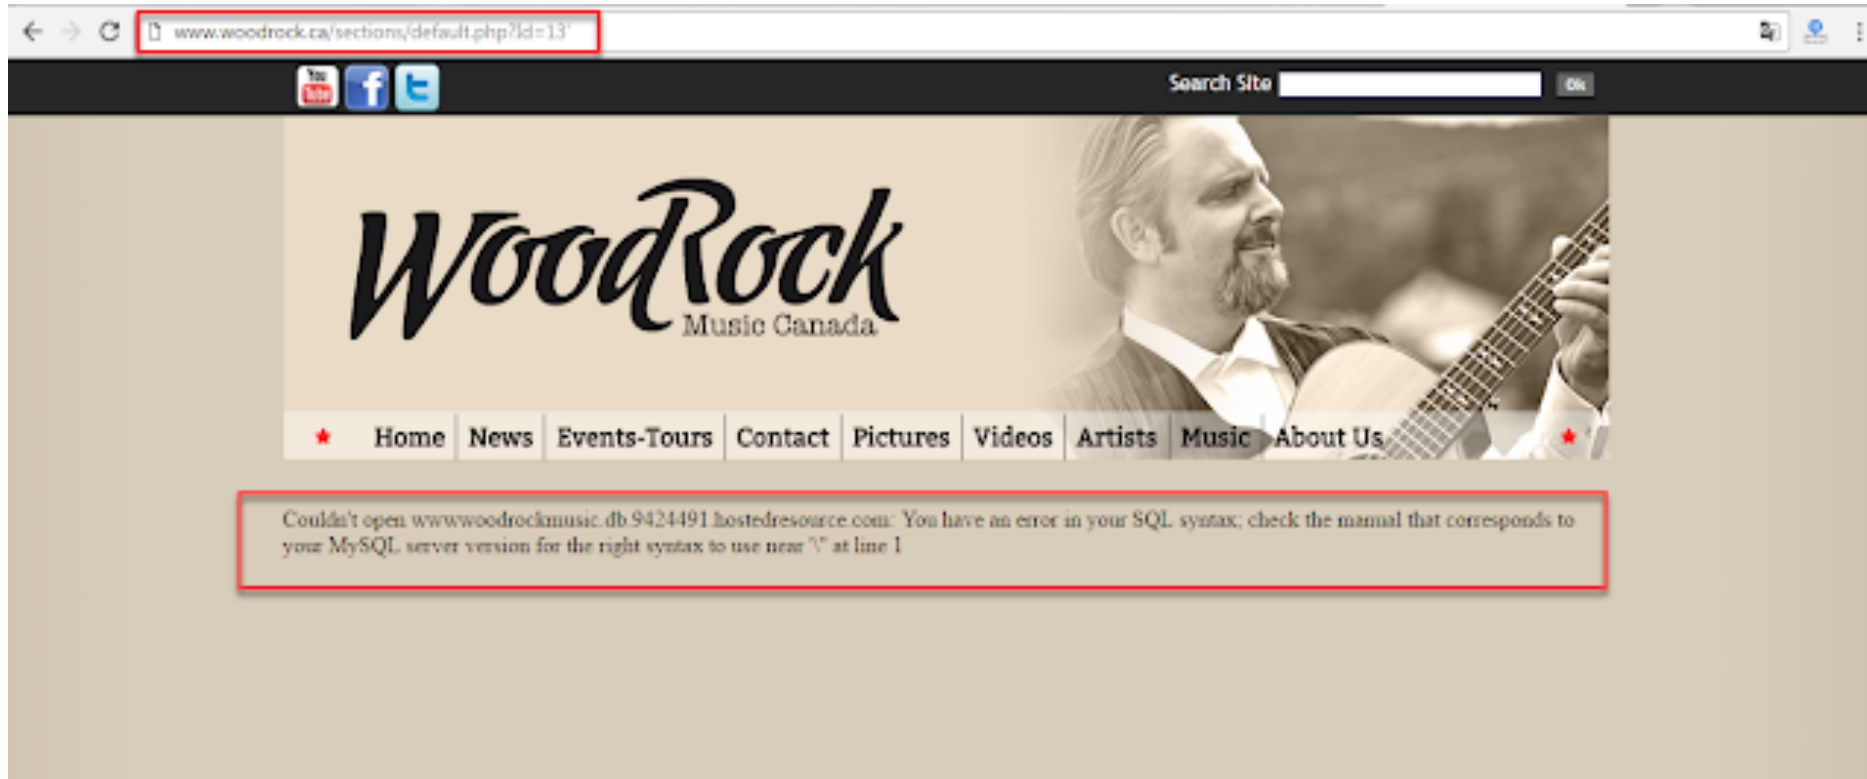 www.woodrock.ca/sections/default.php?Id=13'
You
Tube
f
t
Search Site
Ok
WoodRock
Music Canada
Home News Events-Tours Contact Pictures Videos Artists Music About Us
Couldn't open wwwwoodrockmusic.db.9424491.hostedresource.com: You have an error in your SQL syntax; check the manual that corresponds to
your MySQL server version for the right syntax to use near '\'' at line 1